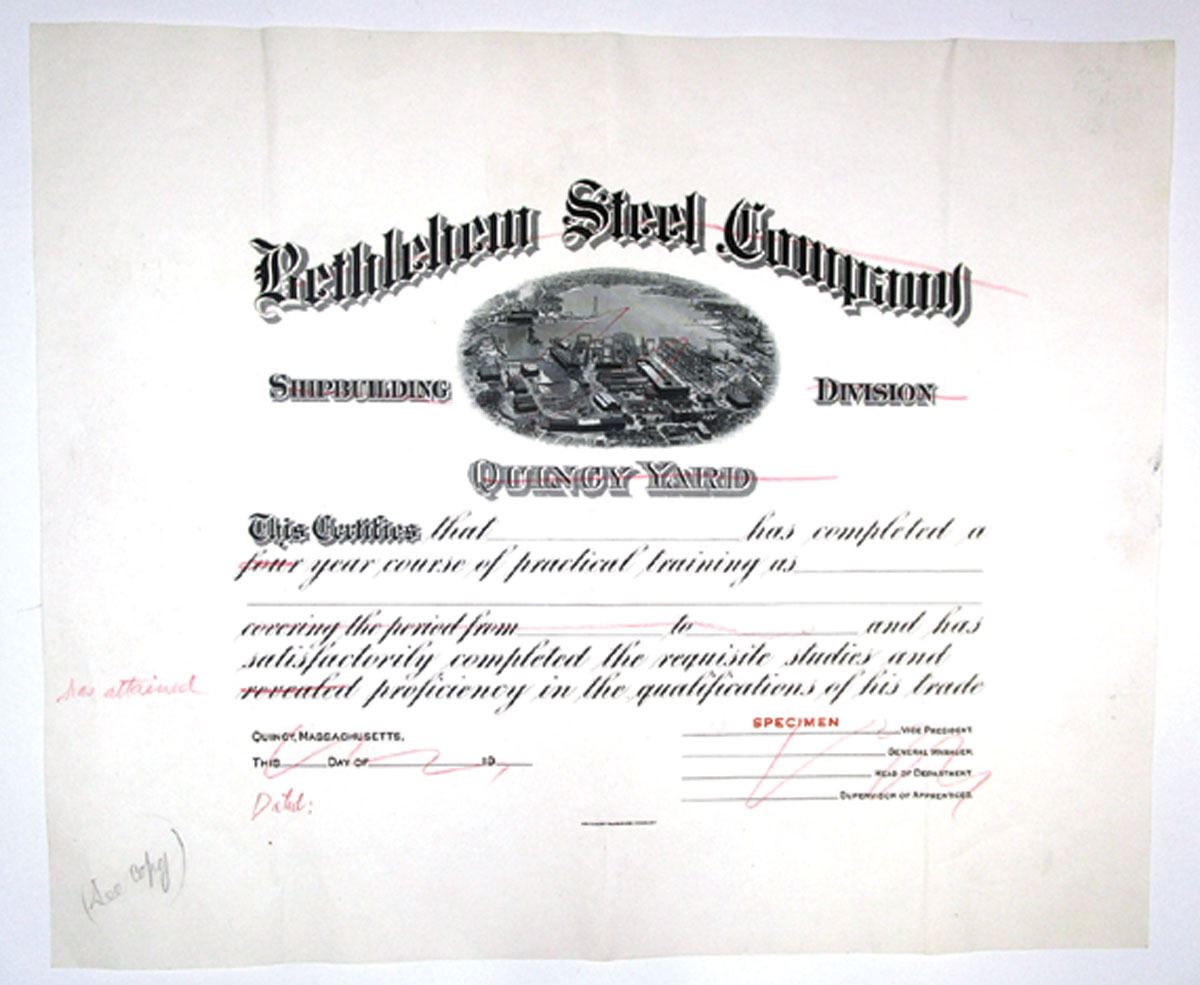 Bethlehem Steel Company
SHIPBUILDING DIVISION
QUINCY YARD
This Certifies that has completed a
four year course of practical training as
covering the period from to and has
satisfactorily completed the requisite studies and
has attained revealed proficiency in the qualifications of his trade
QUINCY, MASSACHUSETTS.
THIS DAY OF 19
Dated:
SPECIMEN
VICE PRESIDENT.
GENERAL MANAGER.
HEAD OF DEPARTMENT.
SUPERVISOR OF APPRENTICES.
(See copy)